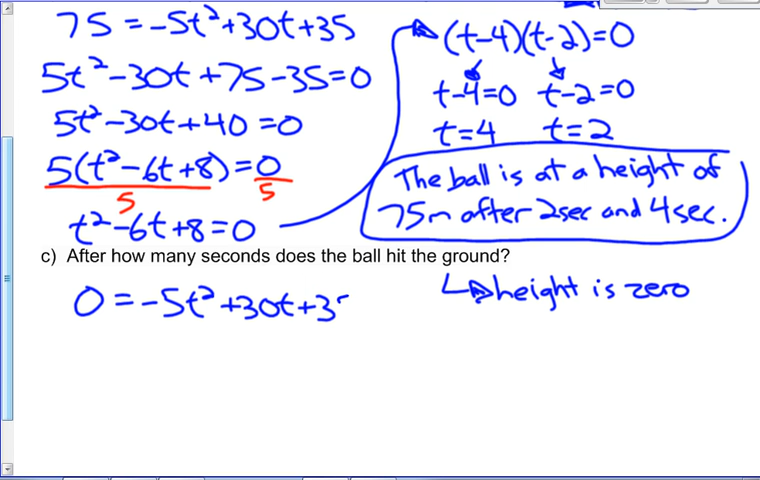 75 = -5t²+30t+35
5t²-30t+75-35=0
5t²-30t+40=0
5(t²-6t+8)=0
5 5
t²-6t+8=0
(t-4)(t-2)=0
t-4=0 t-2=0
t=4 t=2
The ball is at a height of
75m after 2sec and 4sec.
c) After how many seconds does the ball hit the ground?
0=-5t²+30t+3
height is zero